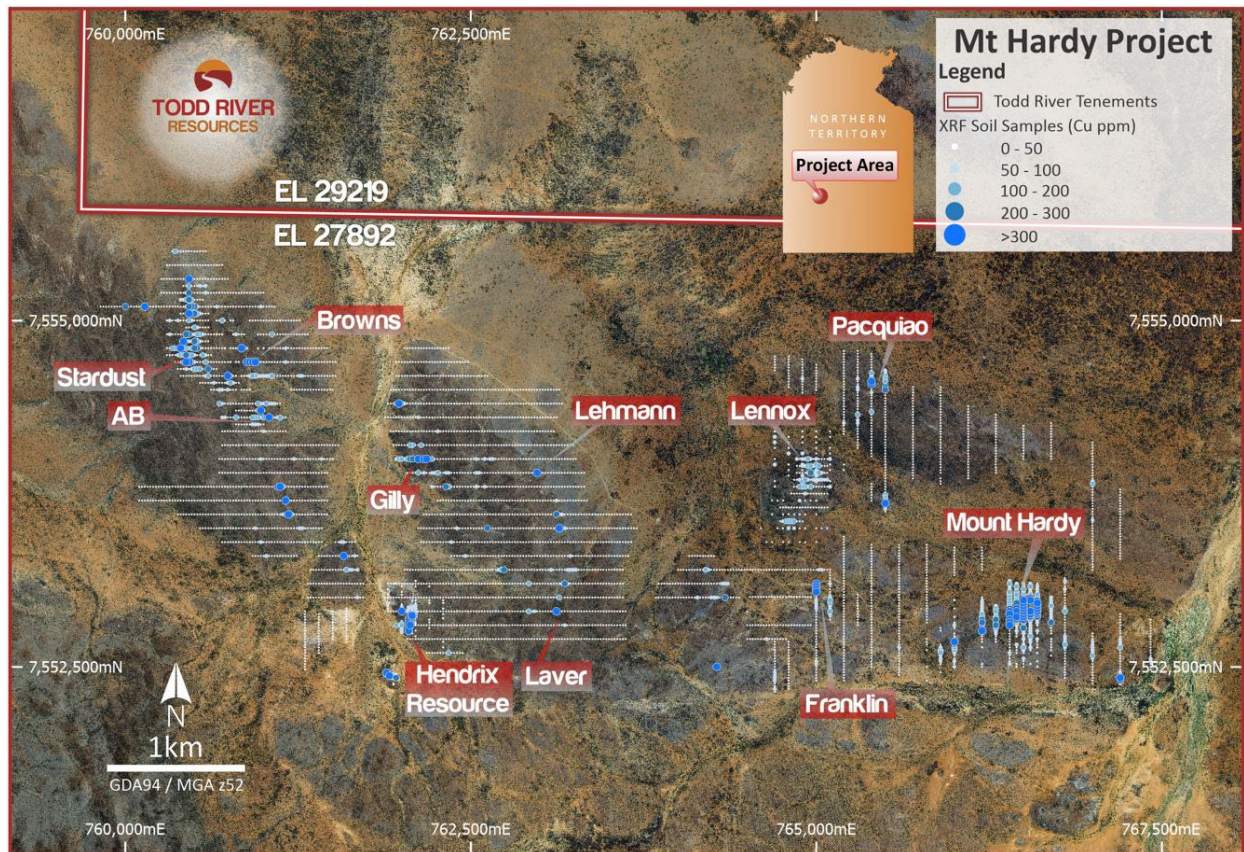 760,000mE
762,500mE
TODD RIVER
RESOURCES
EL 29219
EL 27892
NORTHERN
TERRITORY
Project Area
Mt Hardy Project
Legend
Todd River Tenements
XRF Soil Samples (Cu ppm)
0 - 50
50 - 100
100 - 200
200 - 300
>300
7,555,000mN
7,555,000mN
Browns
Stardust
AB
Pacquiao
Lehmann
Lennox
Gilly
Mount Hardy
7,552,500mN
7,552,500mN
Hendrix
Resource
Laver
Franklin
N
1km
GDA94 / MGA z52
760,000mE
762,500mE
765,000mE
767,500mE